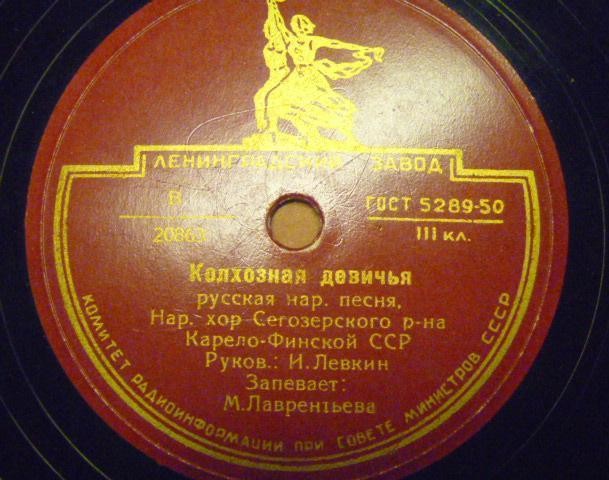 ЛЕНИНГРАДСКИЙ ЗАВОД
В
20863
ГОСТ 5289-50
III кл.
Колхозная девичья
русская нар. песня,
Нар. хор Сегозерского р-на
Карело-Финской ССР
Руков.: И.Левкин
Запевает:
М.Лаврентьева
КОМИТЕТ РАДИОИНФОРМАЦИИ ПРИ СОВЕТЕ МИНИСТРОВ СССР